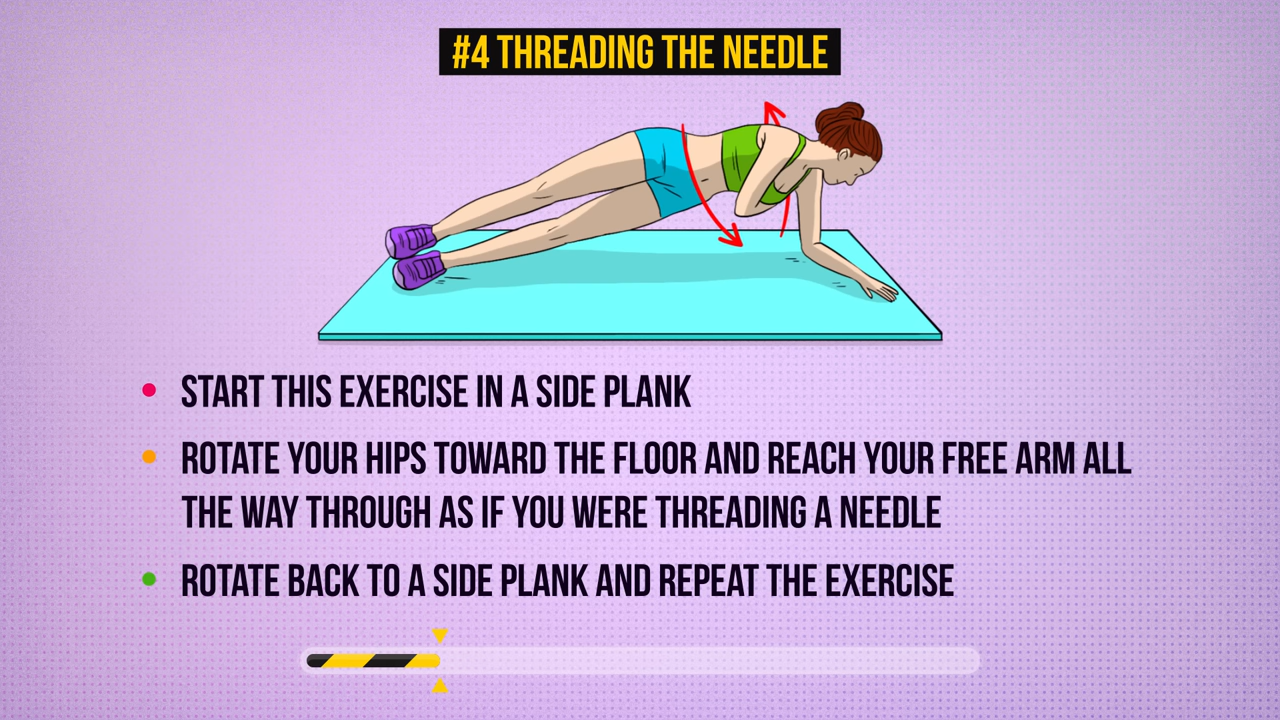 #4 THREADING THE NEEDLE
START THIS EXERCISE IN A SIDE PLANK
ROTATE YOUR HIPS TOWARD THE FLOOR AND REACH YOUR FREE ARM ALL
THE WAY THROUGH AS IF YOU WERE THREADING A NEEDLE
ROTATE BACK TO A SIDE PLANK AND REPEAT THE EXERCISE